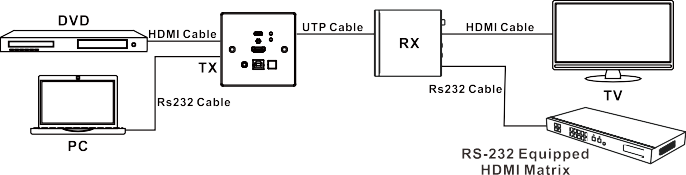 DVD
HDMI Cable
TX
UTP Cable
RX
HDMI Cable
TV
PC
Rs232 Cable
Rs232 Cable
RS-232 Equipped
HDMI Matrix